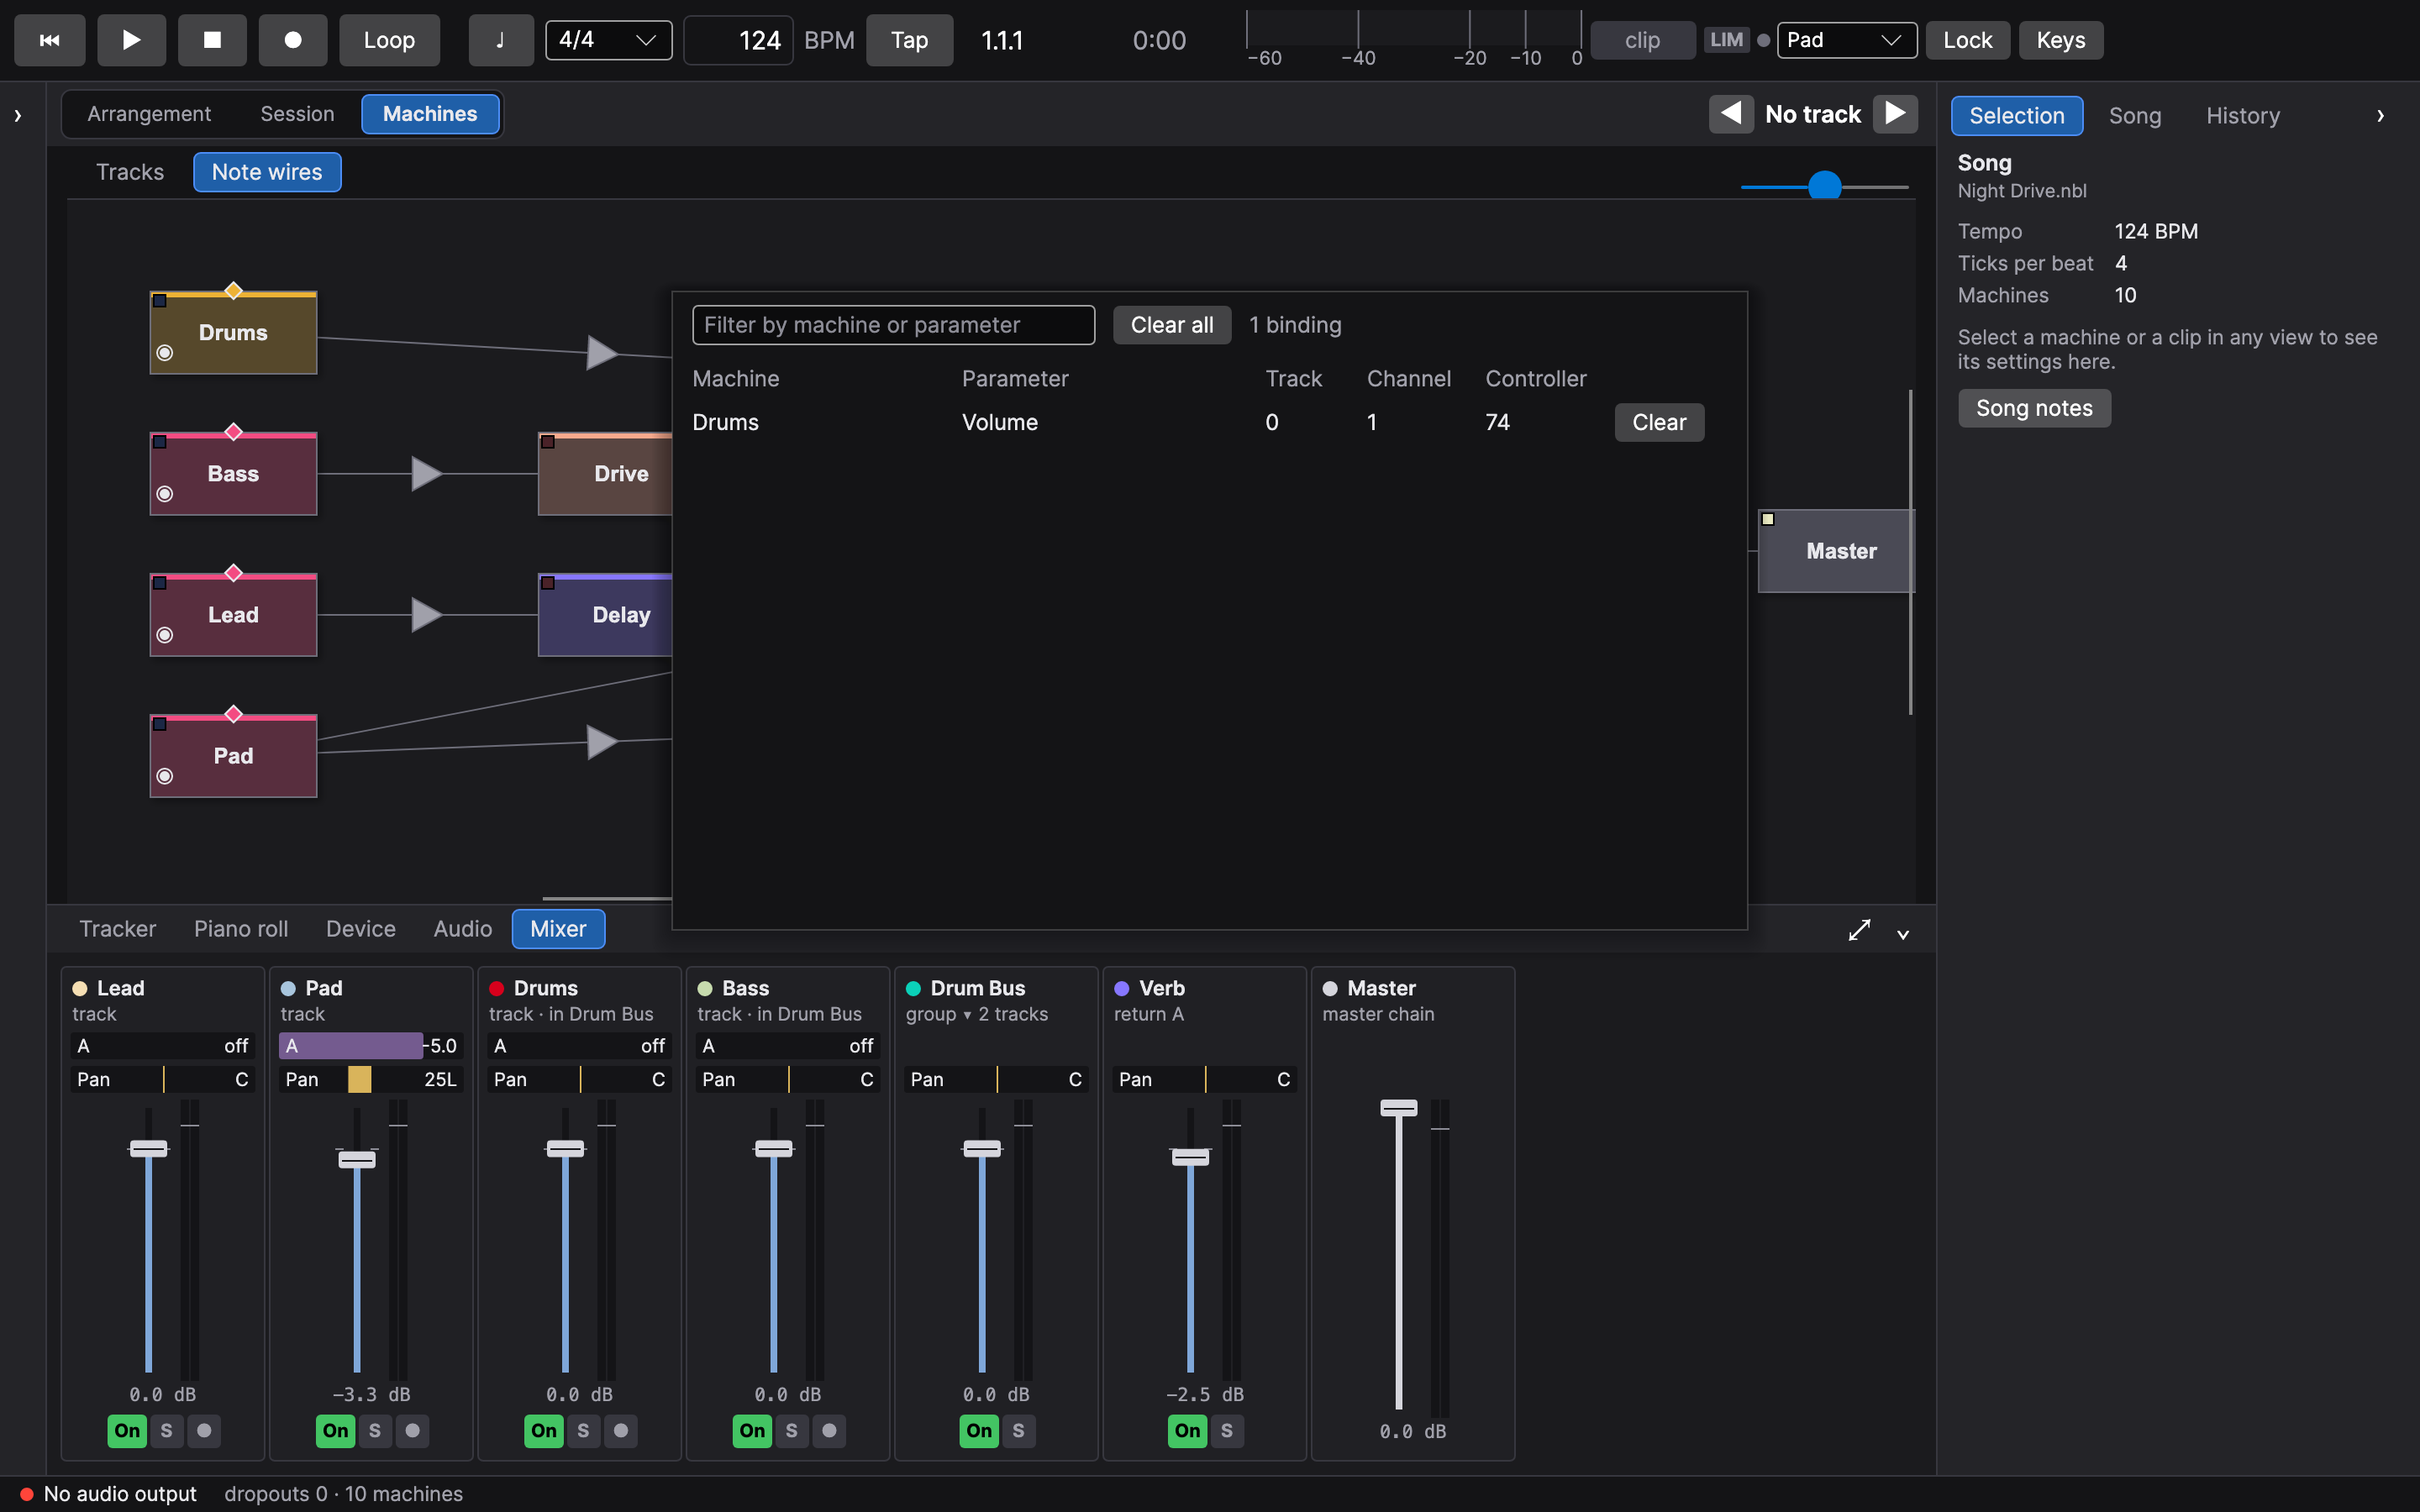 Loop
4/4
124 BPM
Tap
1.1.1
0:00
−60 −40 −20 −10 0
clip
LIM
Pad
Lock
Keys
Arrangement Session Machines
No track
Selection Song History
Tracks Note wires
Song
Night Drive.nbl
Tempo 124 BPM
Ticks per beat 4
Machines 10
Select a machine or a clip in any view to see
its settings here.
Song notes
Drums
Bass
Drive
Lead
Delay
Pad
Master
Filter by machine or parameter
Clear all
1 binding
Machine Parameter Track Channel Controller
Drums Volume 0 1 74 Clear
Tracker Piano roll Device Audio Mixer
Lead
track
A off
Pan C
0.0 dB
On S
Pad
track
A -5.0
Pan 25L
−3.3 dB
On S
Drums
track · in Drum Bus
A off
Pan C
0.0 dB
On S
Bass
track · in Drum Bus
A off
Pan C
0.0 dB
On S
Drum Bus
group ▾ 2 tracks
Pan C
0.0 dB
On S
Verb
return A
Pan C
−2.5 dB
On S
Master
master chain
0.0 dB
No audio output dropouts 0 · 10 machines